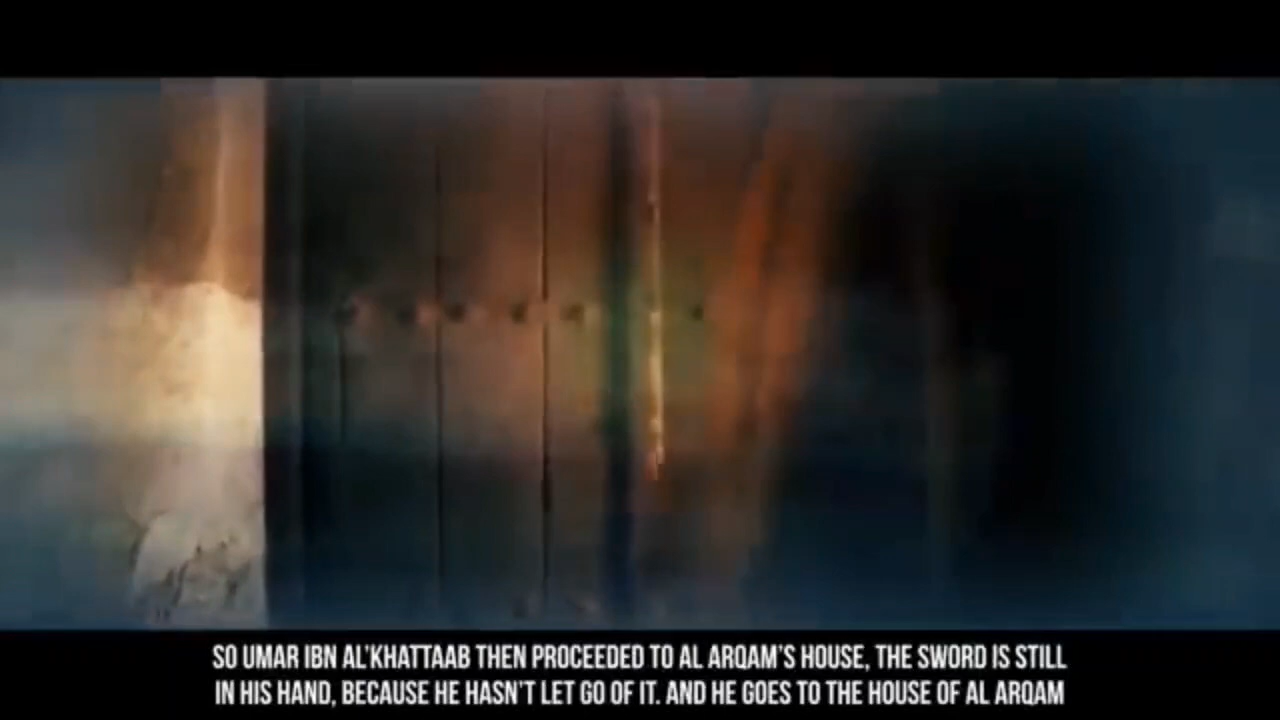 SO UMAR IBN AL'KHATTAAB THEN PROCEEDED TO AL ARQAM'S HOUSE, THE SWORD IS STILL
IN HIS HAND, BECAUSE HE HASN'T LET GO OF IT. AND HE GOES TO THE HOUSE OF AL ARQAM